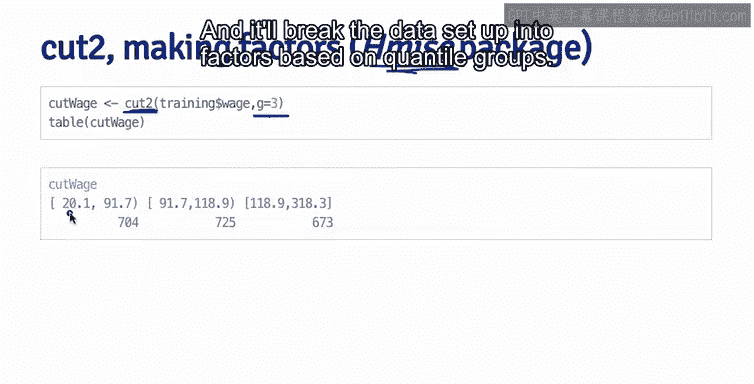 And it'll break the data set up into
factors based on quantile groups.
cut2, making factors (Hmisc package)
cutWage <- cut2(training$wage,g=3)
table(cutWage)
cutWage
[ 20.1, 91.7) [ 91.7,118.9) [118.9,318.3]
704 725 673